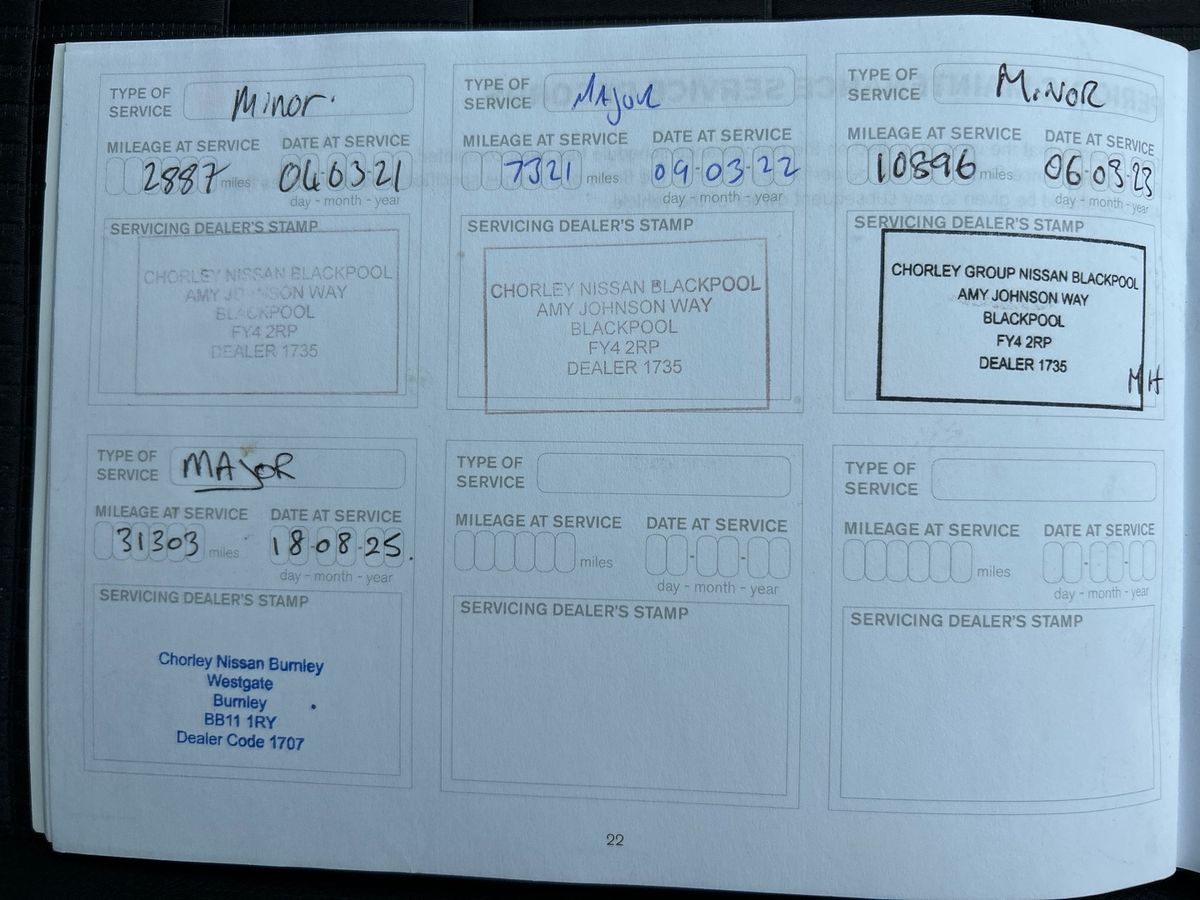 TYPE OF SERVICE Minor.
MILEAGE AT SERVICE DATE AT SERVICE
2887 miles 04-03-21
day - month - year
SERVICING DEALER'S STAMP
CHORLEY NISSAN BLACKPOOL
AMY JOHNSON WAY
BLACKPOOL
FY4 2RP
DEALER 1735
TYPE OF SERVICE MAJOR
MILEAGE AT SERVICE DATE AT SERVICE
7321 miles 09-03-22
day - month - year
SERVICING DEALER'S STAMP
CHORLEY NISSAN BLACKPOOL
AMY JOHNSON WAY
BLACKPOOL
FY4 2RP
DEALER 1735
TYPE OF SERVICE MINOR
MILEAGE AT SERVICE DATE AT SERVICE
10896 miles 06-03-23
day - month - year
SERVICING DEALER'S STAMP
CHORLEY GROUP NISSAN BLACKPOOL
AMY JOHNSON WAY
BLACKPOOL
FY4 2RP
DEALER 1735
MH
TYPE OF SERVICE MAJOR
MILEAGE AT SERVICE DATE AT SERVICE
31303 miles 18-08-25.
day - month - year
SERVICING DEALER'S STAMP
Chorley Nissan Burnley
Westgate
Burnley
BB11 1RY
Dealer Code 1707
TYPE OF SERVICE
MILEAGE AT SERVICE DATE AT SERVICE
miles
day - month - year
SERVICING DEALER'S STAMP
TYPE OF SERVICE
MILEAGE AT SERVICE DATE AT SERVICE
miles
day - month - year
SERVICING DEALER'S STAMP
22